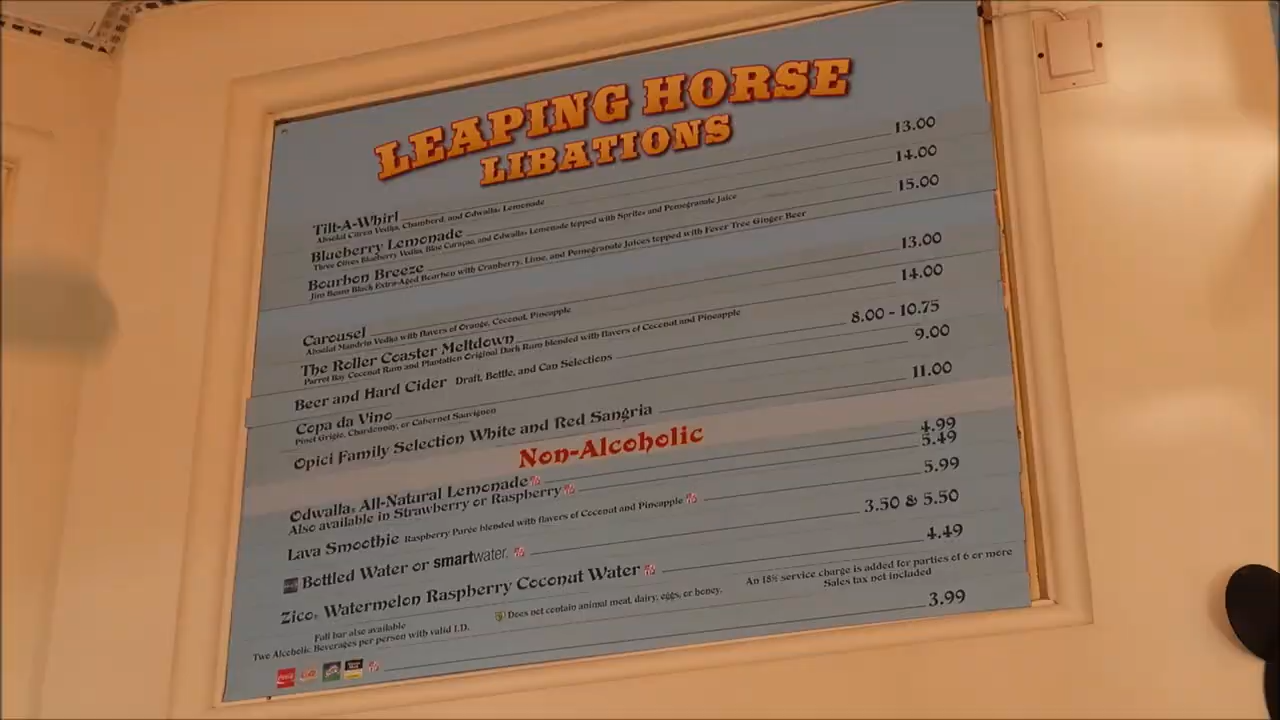 LEAPING HORSE
LIBATIONS
Tilt-A-Whirl 13.00
Absolut Citron Vodka, Chambord, and Odwalla® Lemonade
Blueberry Lemonade 14.00
Three Olives Blueberry Vodka, Blue Curaçao, and Odwalla® Lemonade topped with Sprite® and Pomegranate Juice
Bourbon Breeze 15.00
Jim Beam Black Extra-Aged Bourbon with Cranberry, Lime, and Pomegranate Juices topped with Fever Tree Ginger Beer
Carousel 13.00
Absolut Mandrin Vodka with flavors of Orange, Coconut, Pineapple
The Roller Coaster Meltdown 14.00
Parrot Bay Coconut Rum and Plantation Original Dark Rum blended with flavors of Coconut and Pineapple
Beer and Hard Cider Draft, Bottle, and Can Selections 8.00 - 10.75
Copa da Vino 9.00
Pinot Grigio, Chardonnay, or Cabernet Sauvignon
Opici Family Selection White and Red Sangria 11.00
Non-Alcoholic
Odwalla® All-Natural Lemonade 4.99
Also available in Strawberry or Raspberry 5.49
Lava Smoothie Raspberry Purée blended with flavors of Coconut and Pineapple 5.99
Bottled Water or smartwater® 3.50 & 5.50
Zico® Watermelon Raspberry Coconut Water 4.49
Full bar also available
Two Alcoholic Beverages per person with valid I.D.
Does not contain animal meat, dairy, eggs, or honey.
An 18% service charge is added for parties of 6 or more
Sales tax not included
Coca-Cola 3.99